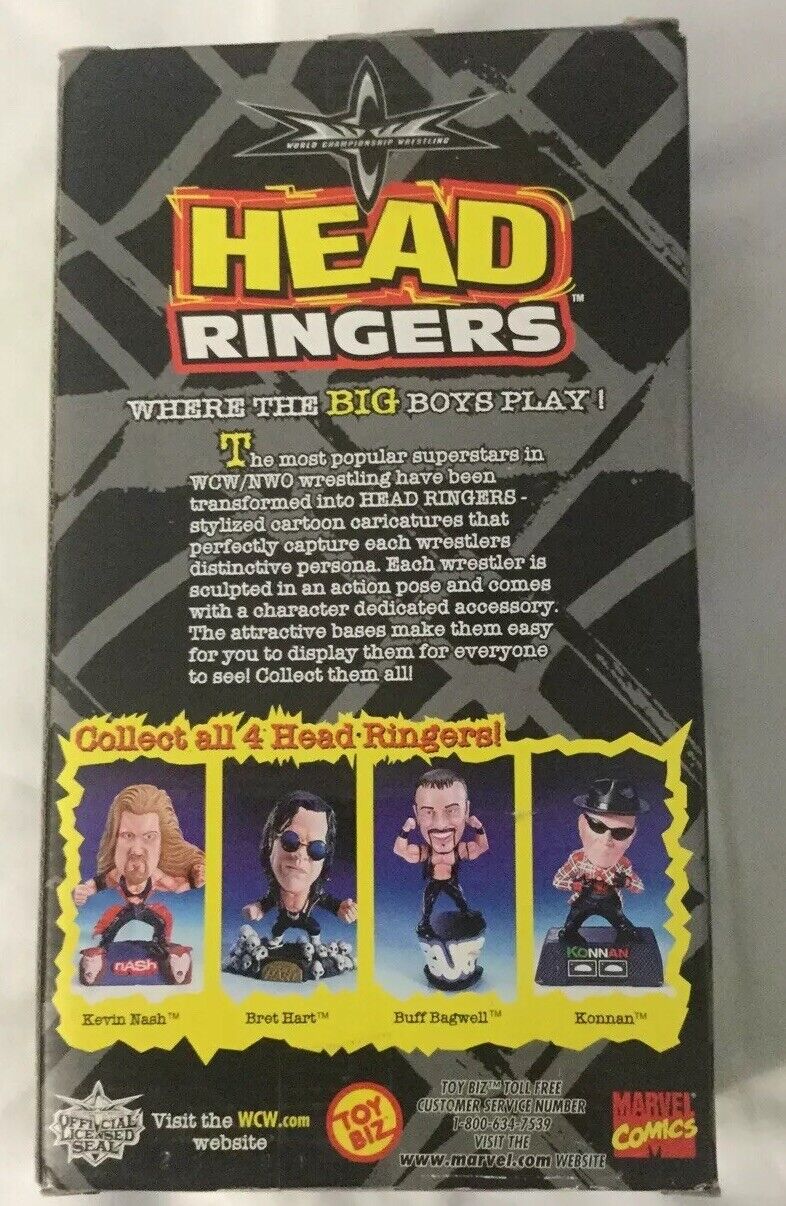 WCW
WORLD CHAMPIONSHIP WRESTLING
HEAD
RINGERS™
WHERE THE BIG BOYS PLAY!
The most popular superstars in
WCW/NWO wrestling have been
transformed into HEAD RINGERS -
stylized cartoon caricatures that
perfectly capture each wrestlers
distinctive persona. Each wrestler is
sculpted in an action pose and comes
with a character dedicated accessory.
The attractive bases make them easy
for you to display them for everyone
to see! Collect them all!
Collect all 4 Head Ringers!
NASH
HART
BUFF
KONNAN
Kevin Nash™ Bret Hart™ Buff Bagwell™ Konnan™
OFFICIAL
LICENSED
SEAL
Visit the WCW.com
website
TOY
BIZ
TOY BIZ™ TOLL FREE
CUSTOMER SERVICE NUMBER
1-800-634-7539
VISIT THE
www.marvel.com WEBSITE
MARVEL®
COMICS